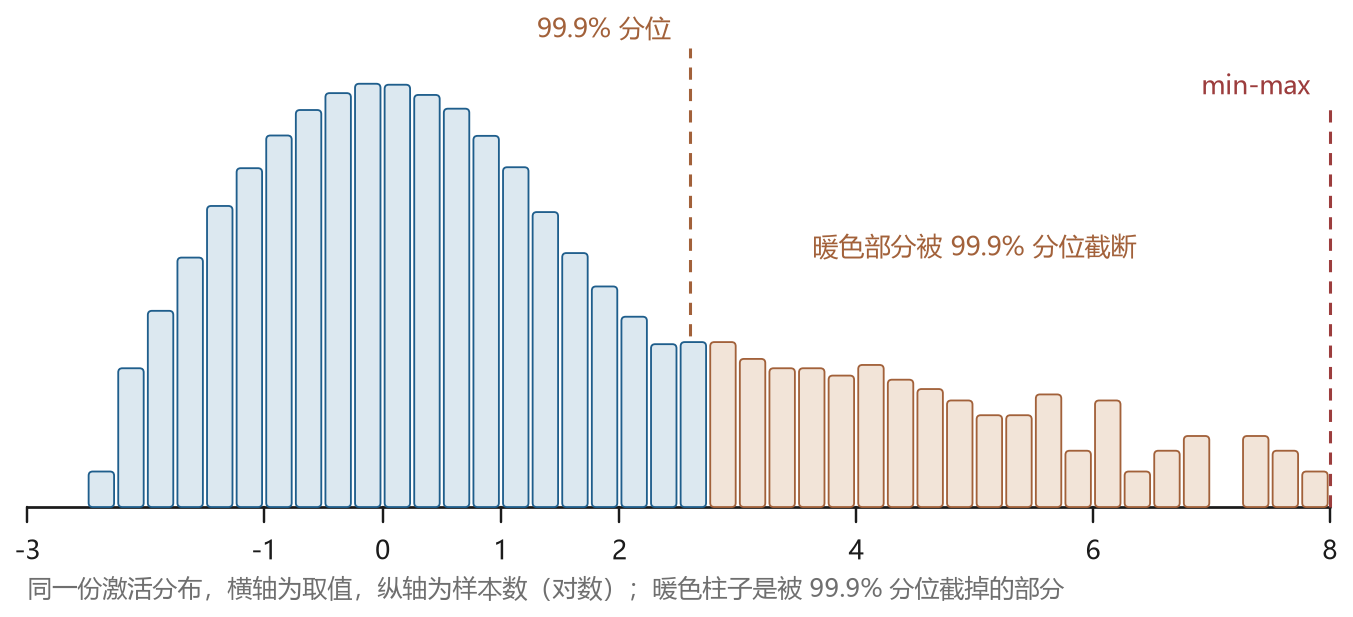 99.9% 分位
min-max
暖色部分被 99.9% 分位截断
-3 -1 0 1 2 4 6 8
同一份激活分布，横轴为取值，纵轴为样本数（对数）；暖色柱子是被 99.9% 分位截掉的部分